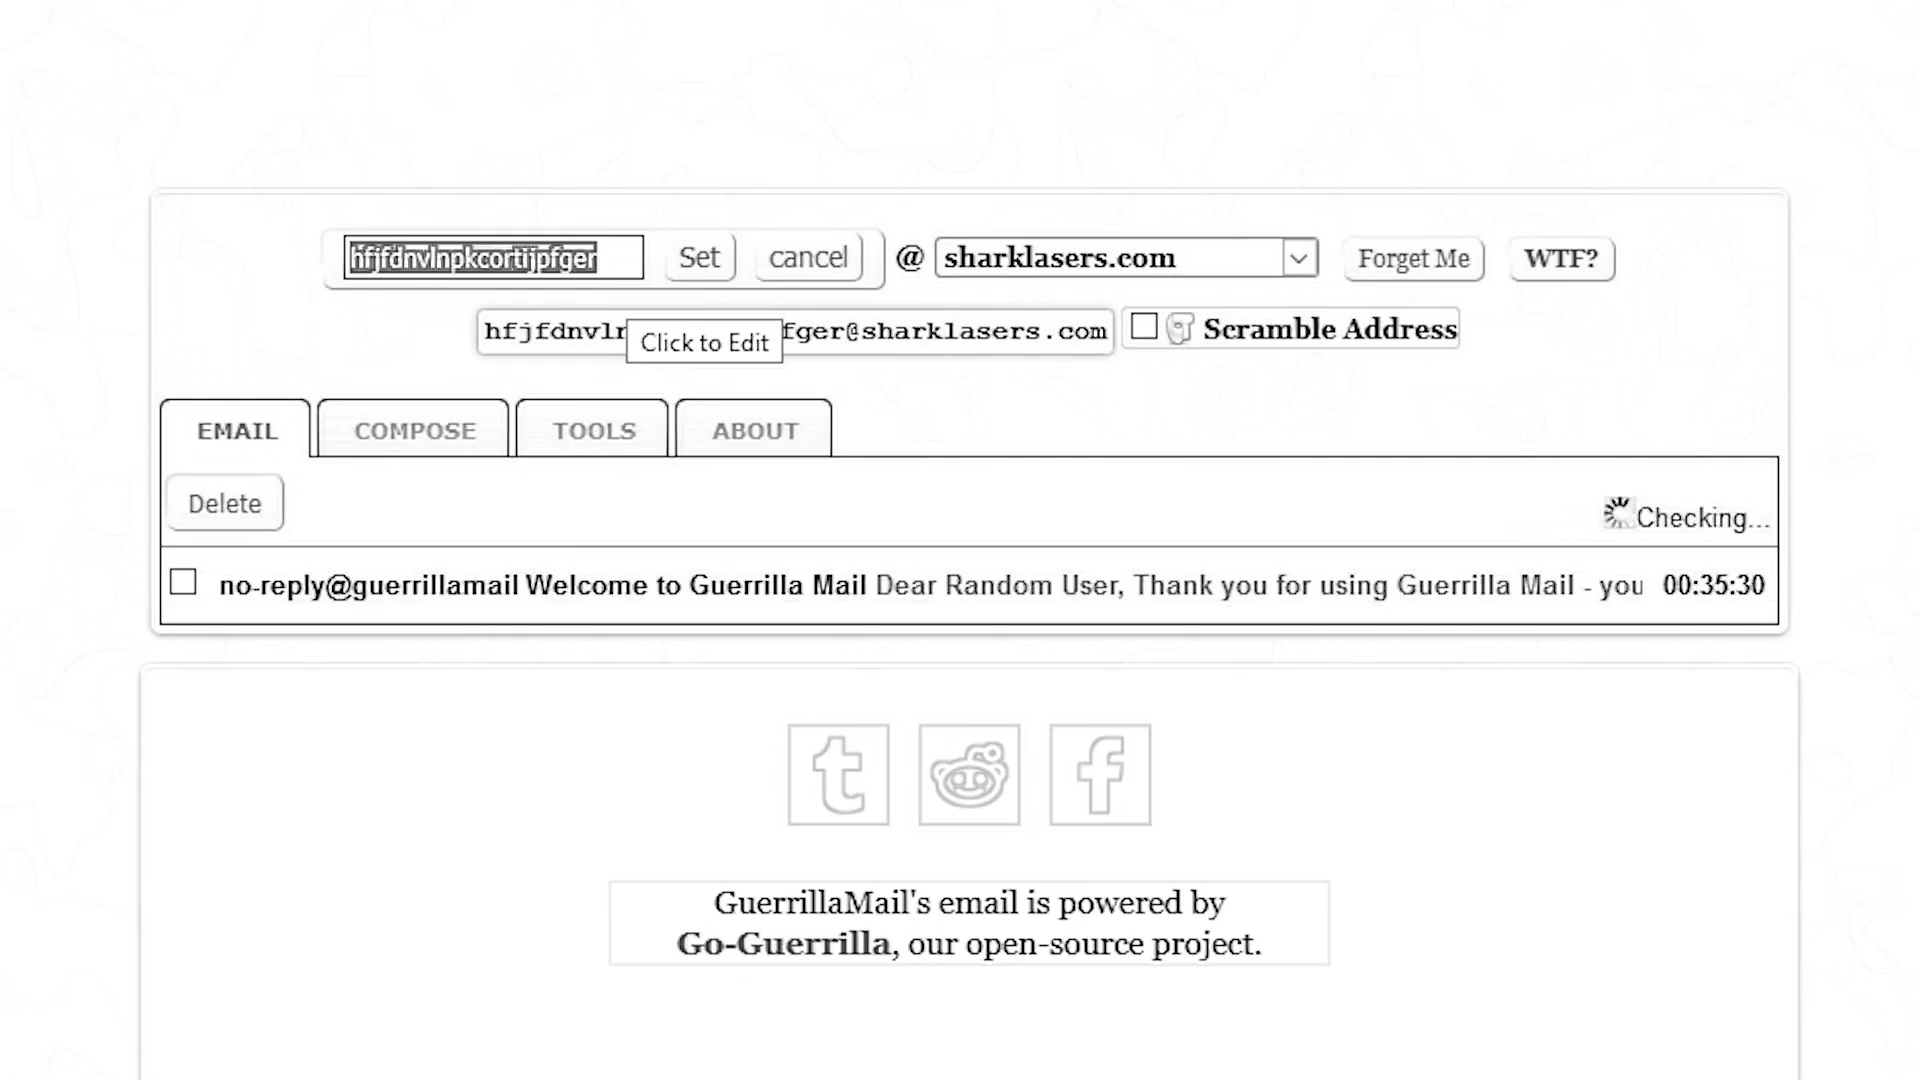 hfjfdnvlnpkcortijpfger Set cancel @ sharklasers.com Forget Me WTF?
hfjfdnvlr fger@sharklasers.com Scramble Address
Click to Edit
EMAIL COMPOSE TOOLS ABOUT
Delete
Checking...
no-reply@guerrillamail Welcome to Guerrilla Mail Dear Random User, Thank you for using Guerrilla Mail - you 00:35:30
GuerrillaMail's email is powered by
Go-Guerrilla, our open-source project.